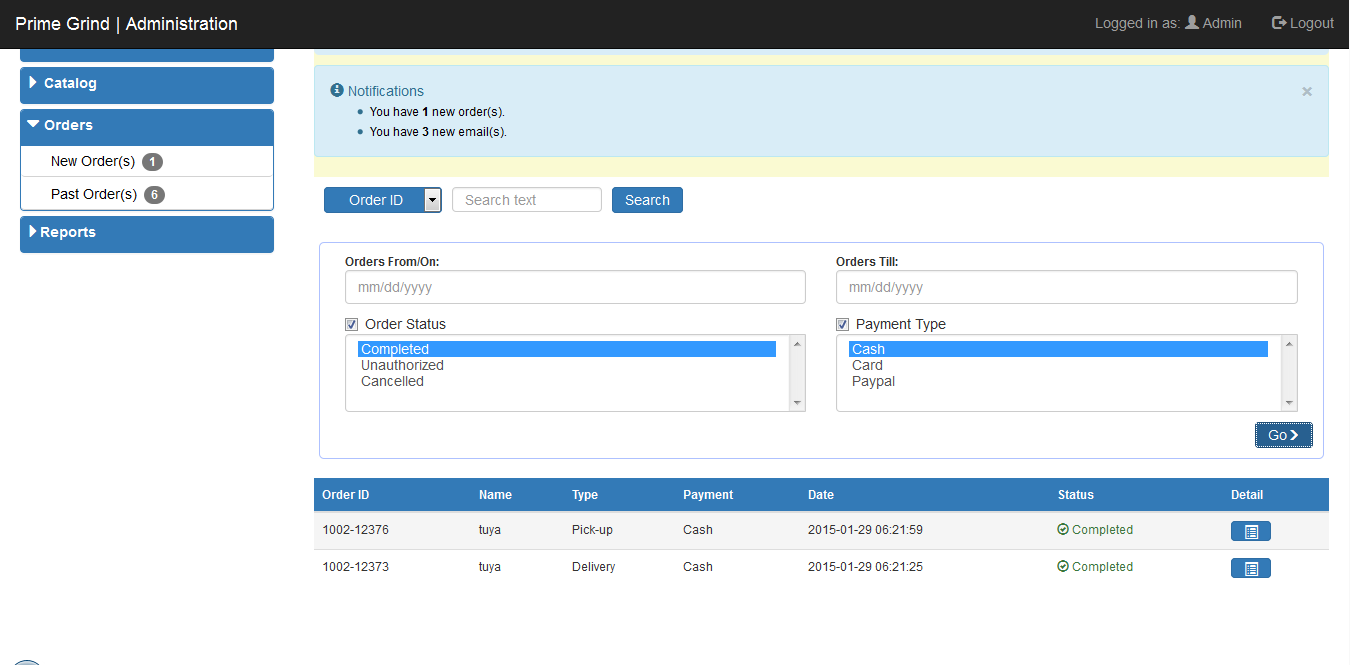 Prime Grind | Administration
Logged in as: Admin
Logout
Catalog
Orders
New Order(s) 1
Past Order(s) 6
Reports
Notifications
×
You have 1 new order(s).
You have 3 new email(s).
Order ID
Search text
Search
Orders From/On:
Orders Till:
mm/dd/yyyy
mm/dd/yyyy
Order Status
Payment Type
Completed
Unauthorized
Cancelled
Cash
Card
Paypal
Go
Order ID Name Type Payment Date Status Detail
1002-12376 tuya Pick-up Cash 2015-01-29 06:21:59 Completed
1002-12373 tuya Delivery Cash 2015-01-29 06:21:25 Completed